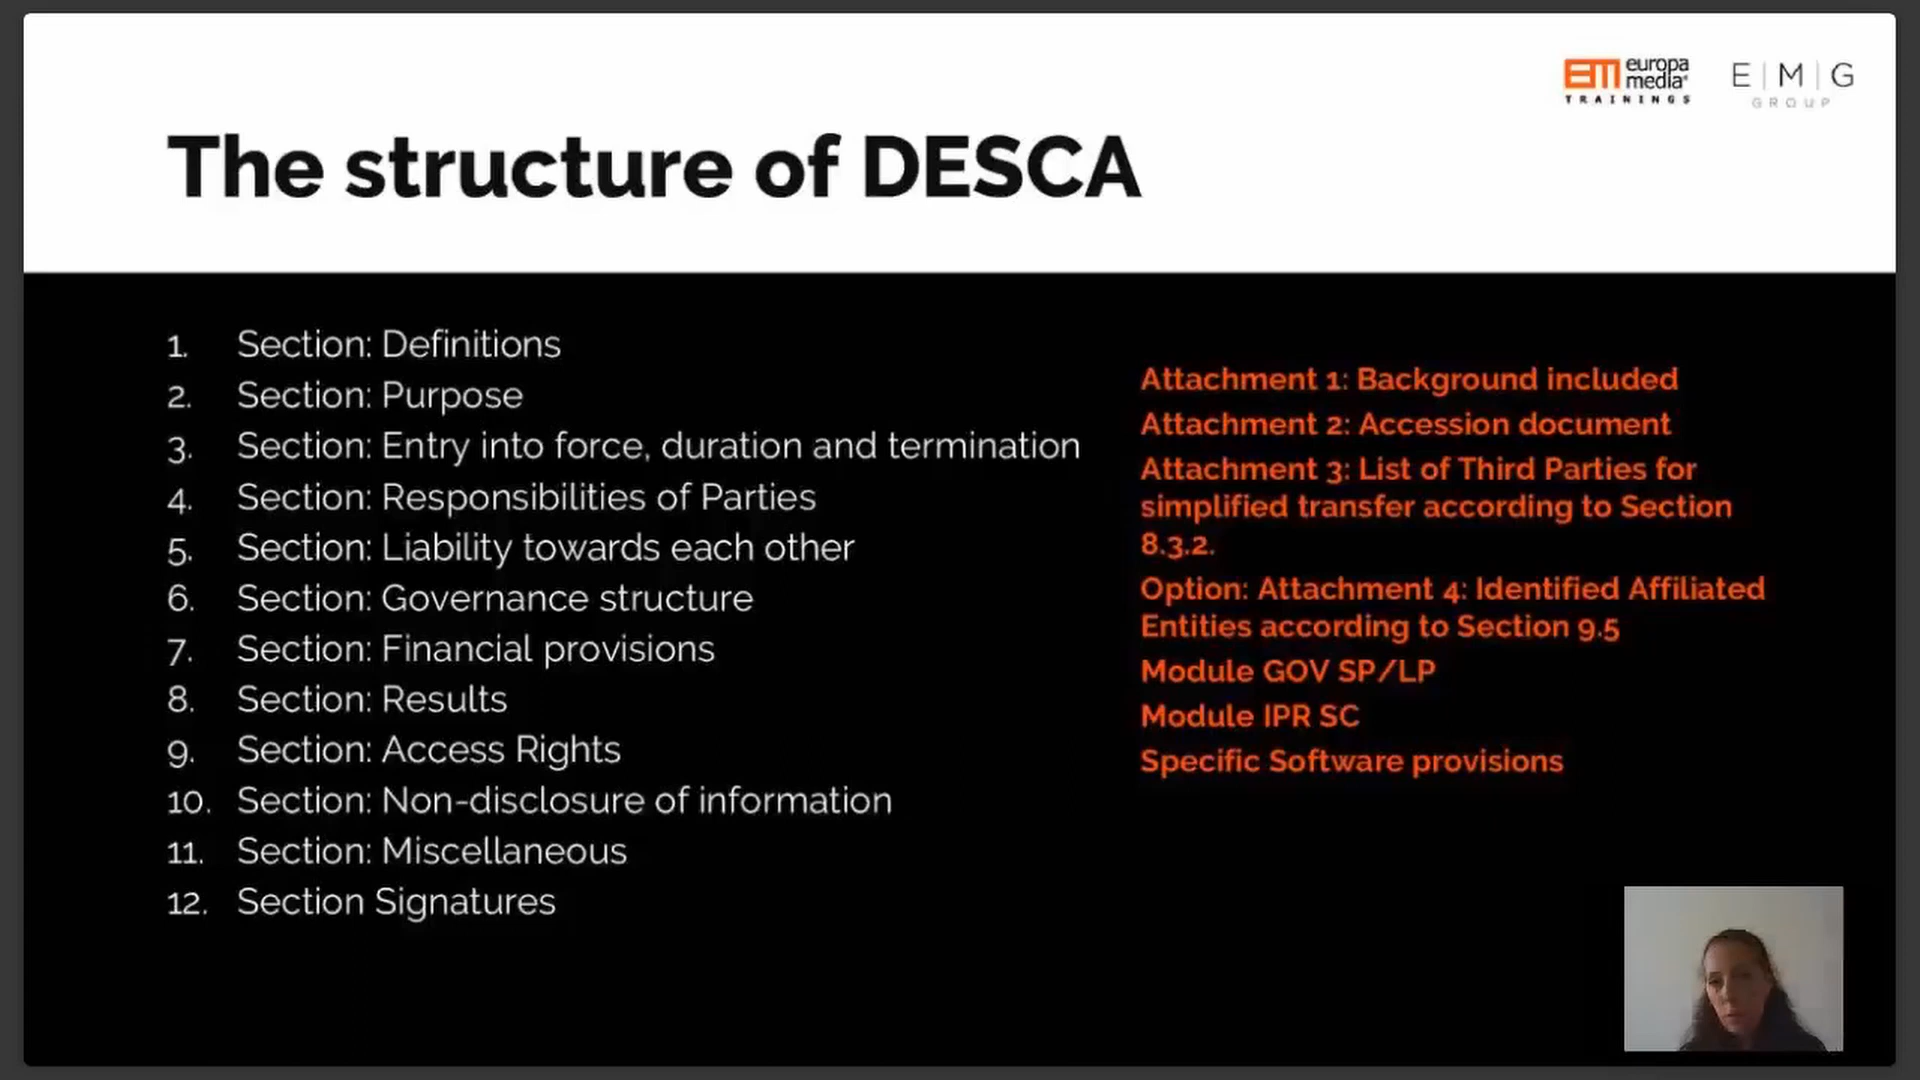 EM europa media®
TRAININGS
E|M|G
GROUP
The structure of DESCA
1. Section: Definitions
2. Section: Purpose
3. Section: Entry into force, duration and termination
4. Section: Responsibilities of Parties
5. Section: Liability towards each other
6. Section: Governance structure
7. Section: Financial provisions
8. Section: Results
9. Section: Access Rights
10. Section: Non-disclosure of information
11. Section: Miscellaneous
12. Section Signatures
Attachment 1: Background included
Attachment 2: Accession document
Attachment 3: List of Third Parties for
simplified transfer according to Section
8.3.2.
Option: Attachment 4: Identified Affiliated
Entities according to Section 9.5
Module GOV SP/LP
Module IPR SC
Specific Software provisions